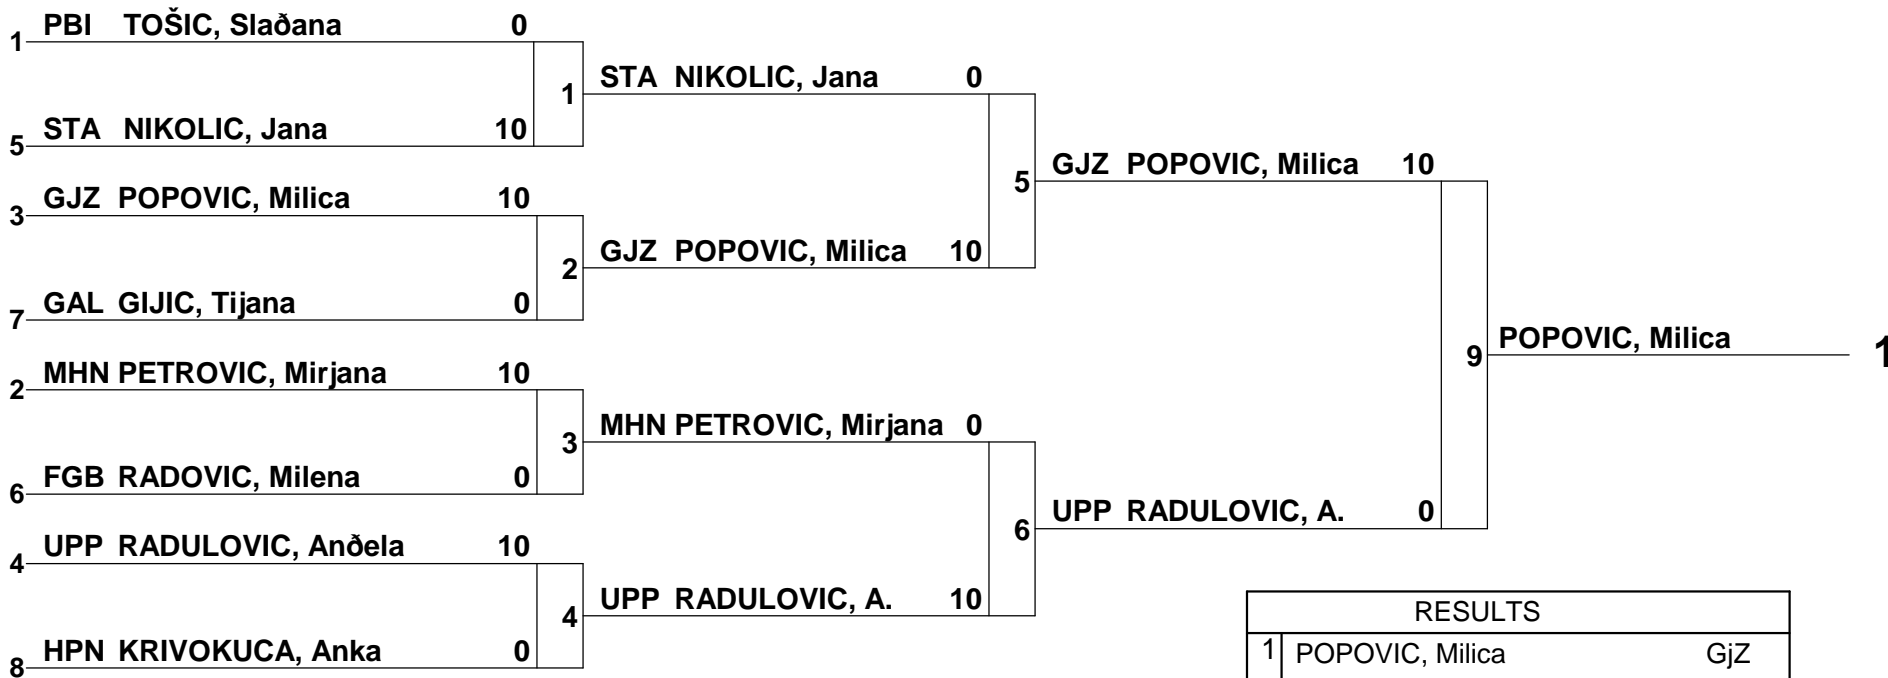 1 PBI TOŠIC, Slaðana 0
5 STA NIKOLIC, Jana 10
1
3 GJZ POPOVIC, Milica 10
7 GAL GIJIC, Tijana 0
2
2 MHN PETROVIC, Mirjana 10
6 FGB RADOVIC, Milena 0
3
4 UPP RADULOVIC, Anðela 10
8 HPN KRIVOKUCA, Anka 0
4
STA NIKOLIC, Jana 0
GJZ POPOVIC, Milica 10
5
MHN PETROVIC, Mirjana 0
UPP RADULOVIC, A. 10
6
GJZ POPOVIC, Milica 10
UPP RADULOVIC, A. 0
9
POPOVIC, Milica 1
RESULTS
1 POPOVIC, Milica GjZ